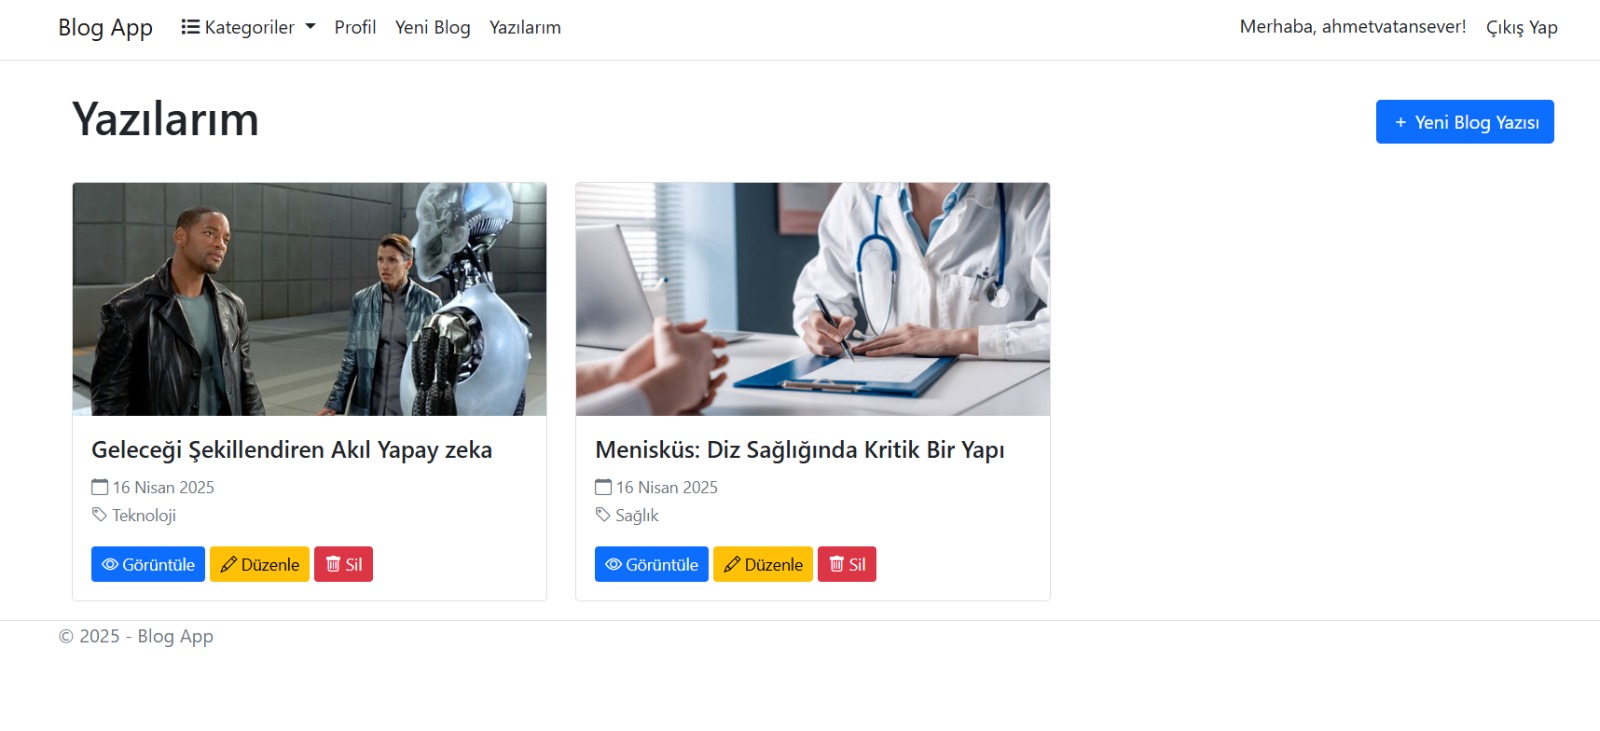 Blog App Kategoriler Profil Yeni Blog Yazılarım Merhaba, ahmetvatansever! Çıkış Yap
Yazılarım
+ Yeni Blog Yazısı
Geleceği Şekillendiren Akıl Yapay zeka
16 Nisan 2025
Teknoloji
Görüntüle Düzenle Sil
Menisküs: Diz Sağlığında Kritik Bir Yapı
16 Nisan 2025
Sağlık
Görüntüle Düzenle Sil
© 2025 - Blog App